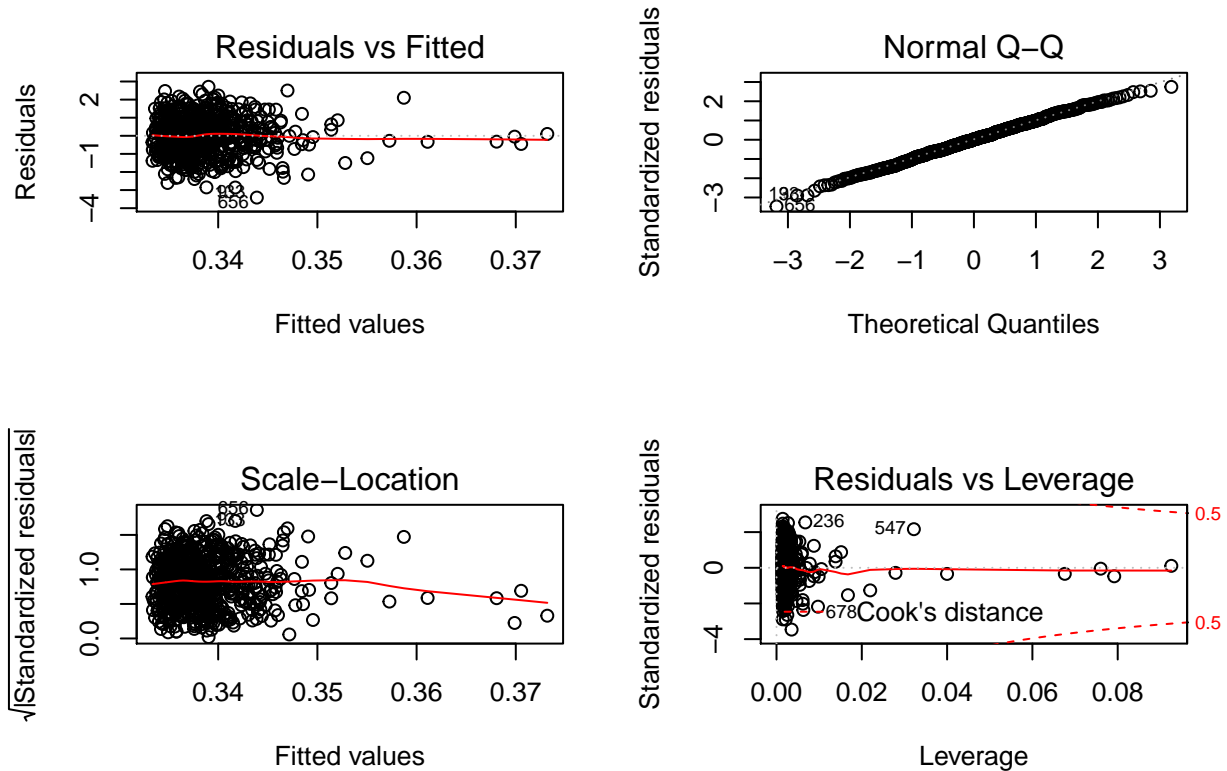 Residuals vs Fitted
Residuals
2
−1
−4
193
656
0.34 0.35 0.36 0.37
Fitted values
Normal Q−Q
Standardized residuals
2
0
−3
193
656
−3 −2 −1 0 1 2 3
Theoretical Quantiles
Scale−Location
√|Standardized residuals|
1.0
0.0
656
193
0.34 0.35 0.36 0.37
Fitted values
Residuals vs Leverage
Standardized residuals
0
−4
236
547
678
Cook's distance
0.5
0.5
0.00 0.02 0.04 0.06 0.08
Leverage